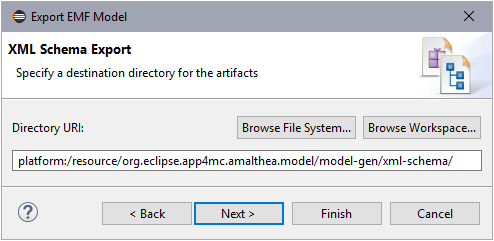 Export EMF Model
XML Schema Export
Specify a destination directory for the artifacts
Directory URI: Browse File System... Browse Workspace...
platform:/resource/org.eclipse.app4mc.amalthea.model/model-gen/xml-schema/
? < Back Next > Finish Cancel